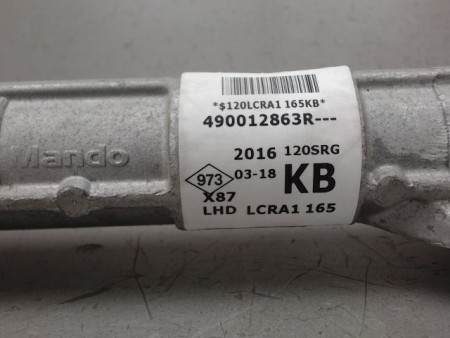 Mando
*$120LCRA1 165KB*
490012863R---
2016 120SRG
973 03-18 KB
X87
LHD LCRA1 165